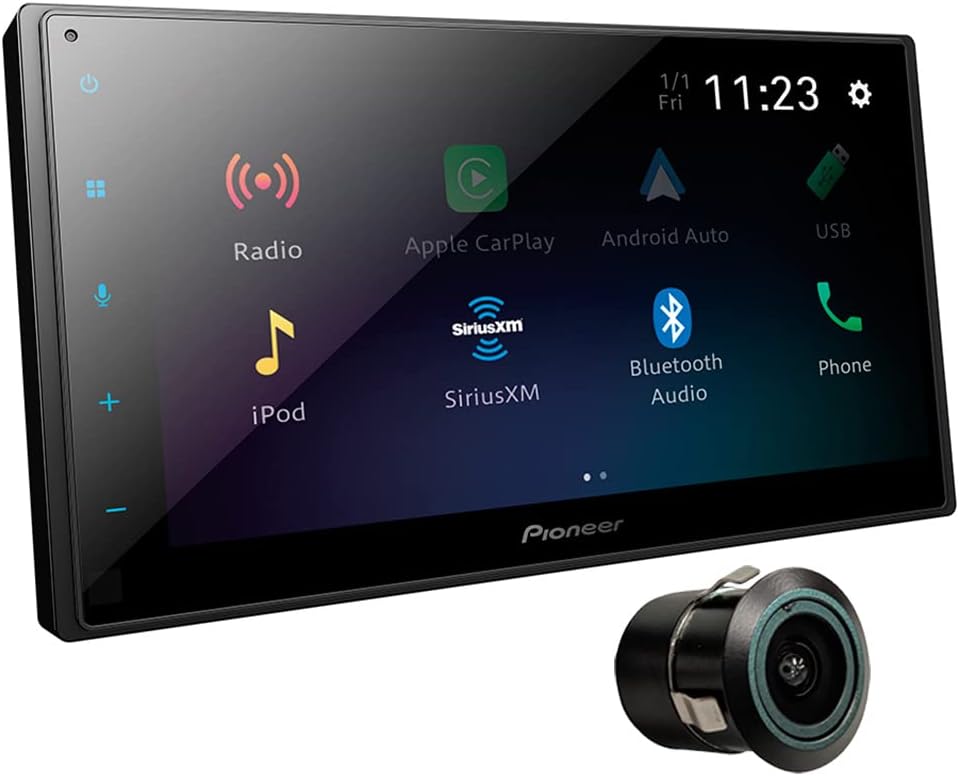 1/1
Fri 11:23
Radio
Apple CarPlay
Android Auto
USB
iPod
SiriusXM
SiriusXM
Bluetooth
Audio
Phone
Pioneer